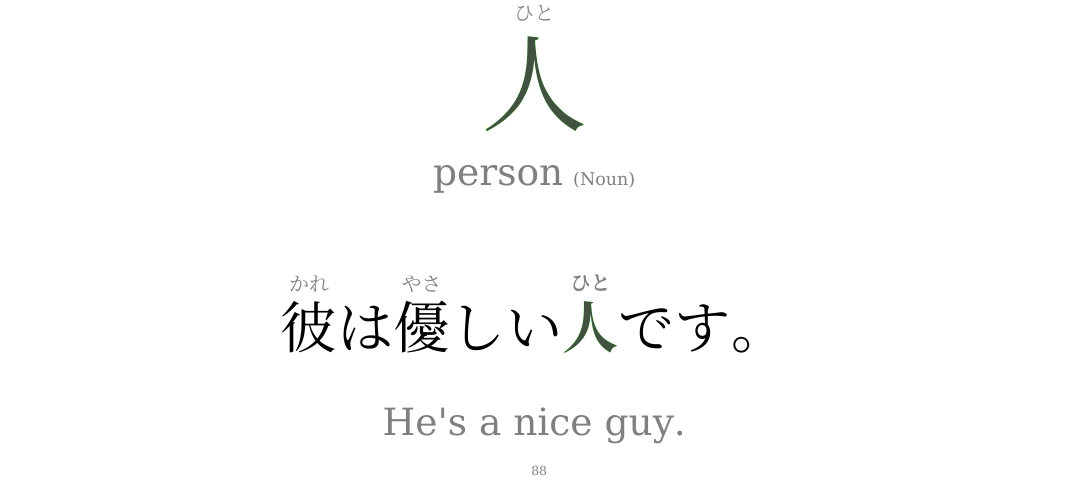 ひと
人
person (Noun)
かれ やさ ひと
彼は優しい人です。
He's a nice guy.
88